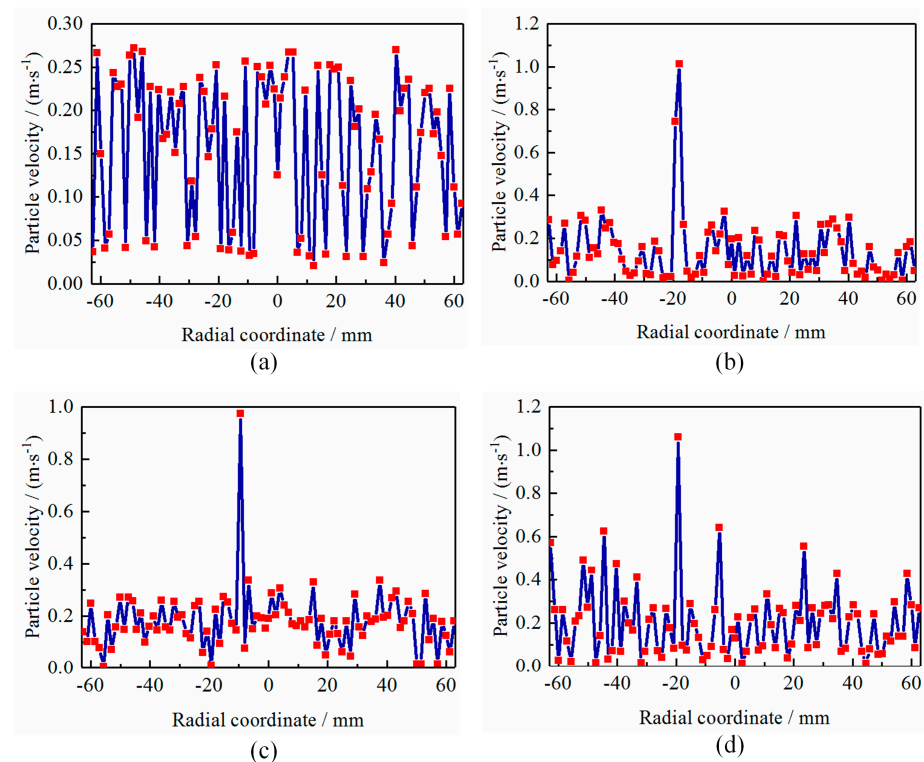 0.30
0.25
0.20
0.15
0.10
0.05
0.00
Particle velocity / (m·s⁻¹)
-60 -40 -20 0 20 40 60
Radial coordinate / mm
(a)
1.2
1.0
0.8
0.6
0.4
0.2
0.0
Particle velocity / (m·s⁻¹)
-60 -40 -20 0 20 40 60
Radial coordinate / mm
(b)
1.0
0.8
0.6
0.4
0.2
0.0
Particle velocity / (m·s⁻¹)
-60 -40 -20 0 20 40 60
Radial coordinate / mm
(c)
1.2
1.0
0.8
0.6
0.4
0.2
0.0
Particle velocity / (m·s⁻¹)
-60 -40 -20 0 20 40 60
Radial coordinate / mm
(d)